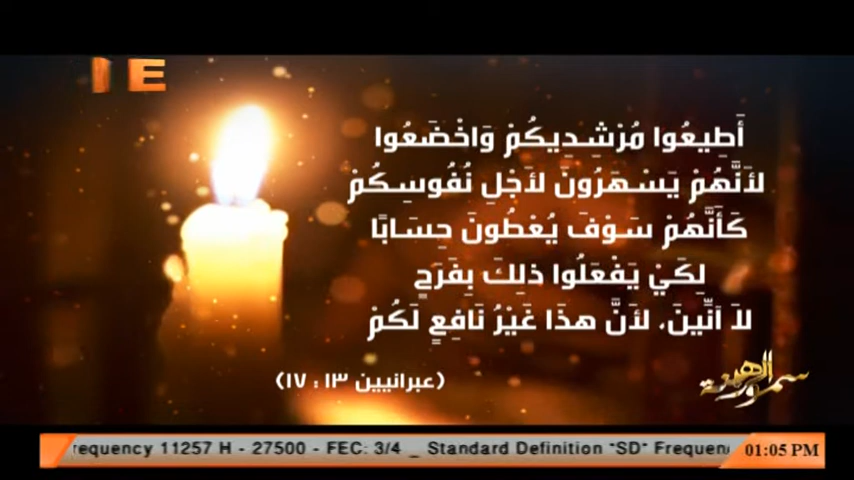 E
أَطِيعُوا مُرْشِدِيكُمْ وَاخْضَعُوا
لأَنَّهُمْ يَسْهَرُونَ لأَجْلِ نُفُوسِكُمْ
كَأَنَّهُمْ سَوْفَ يُعْطُونَ حِسَابًا
لِكَيْ يَفْعَلُوا ذلِكَ بِفَرَحٍ
لاَ آنِّينَ، لأَنَّ هذَا غَيْرُ نَافِعٍ لَكُمْ
(عبرانيين ١٣ : ١٧)
requency 11257 H - 27500 - FEC: 3/4 _ Standard Definition "SD" Frequen
01:05 PM